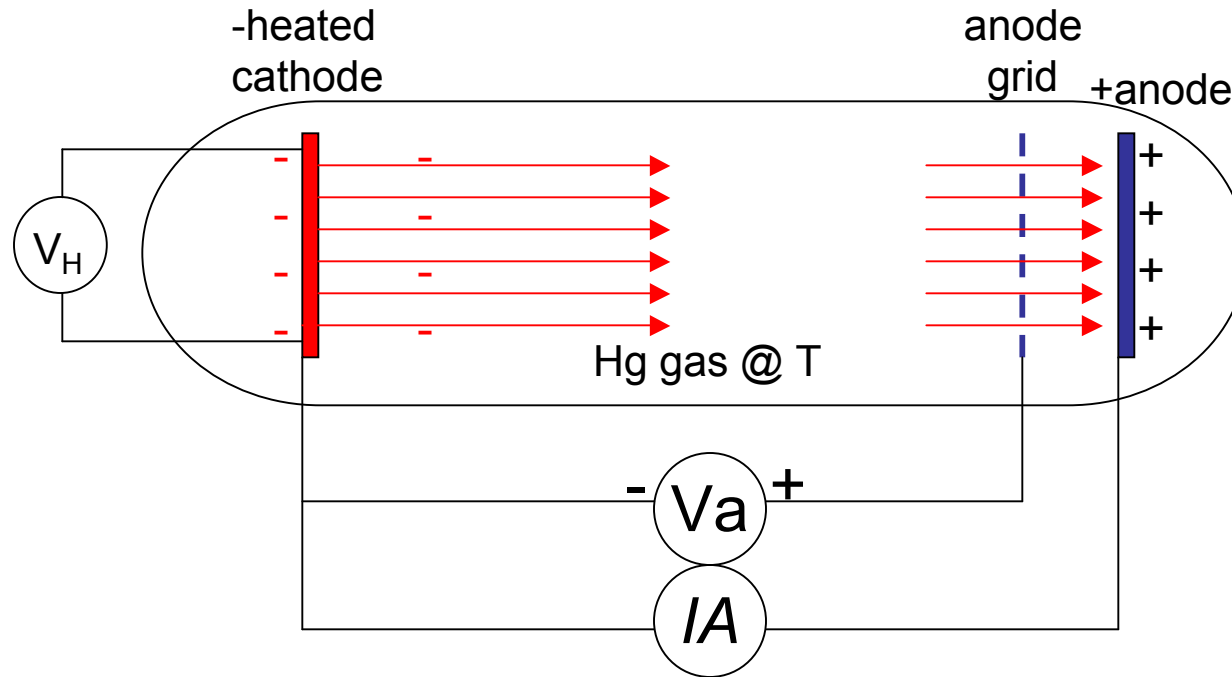 -heated
cathode
anode
grid
+anode
- - +
+
- - +
- - +
- -
V_H
Hg gas @ T
- Va +
IA